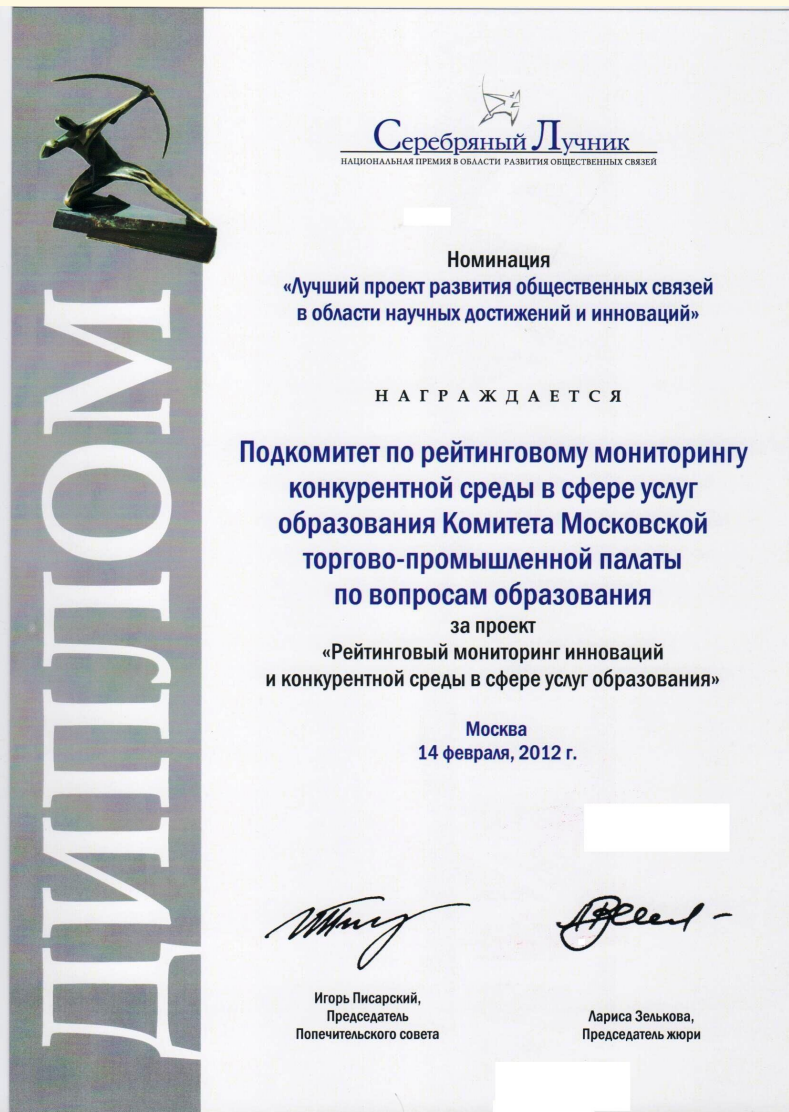 ДИПЛОМ
Серебряный Лучник
НАЦИОНАЛЬНАЯ ПРЕМИЯ В ОБЛАСТИ РАЗВИТИЯ ОБЩЕСТВЕННЫХ СВЯЗЕЙ
Номинация
«Лучший проект развития общественных связей
в области научных достижений и инноваций»
НАГРАЖДАЕТСЯ
Подкомитет по рейтинговому мониторингу
конкурентной среды в сфере услуг
образования Комитета Московской
торгово-промышленной палаты
по вопросам образования
за проект
«Рейтинговый мониторинг инноваций
и конкурентной среды в сфере услуг образования»
Москва
14 февраля, 2012 г.
Игорь Писарский,
Председатель
Попечительского совета
Лариса Зелькова,
Председатель жюри